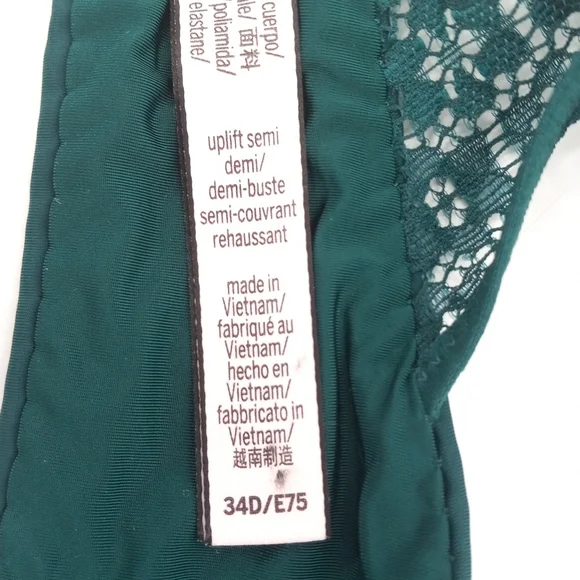 cuerpo/
poliamida/
elastane/
面料
uplift semi
demi/
demi-buste
semi-couvrant
rehaussant
made in
Vietnam/
fabriqué au
Vietnam/
hecho en
Vietnam/
fabbricato in
Vietnam/
越南制造
34D/E75